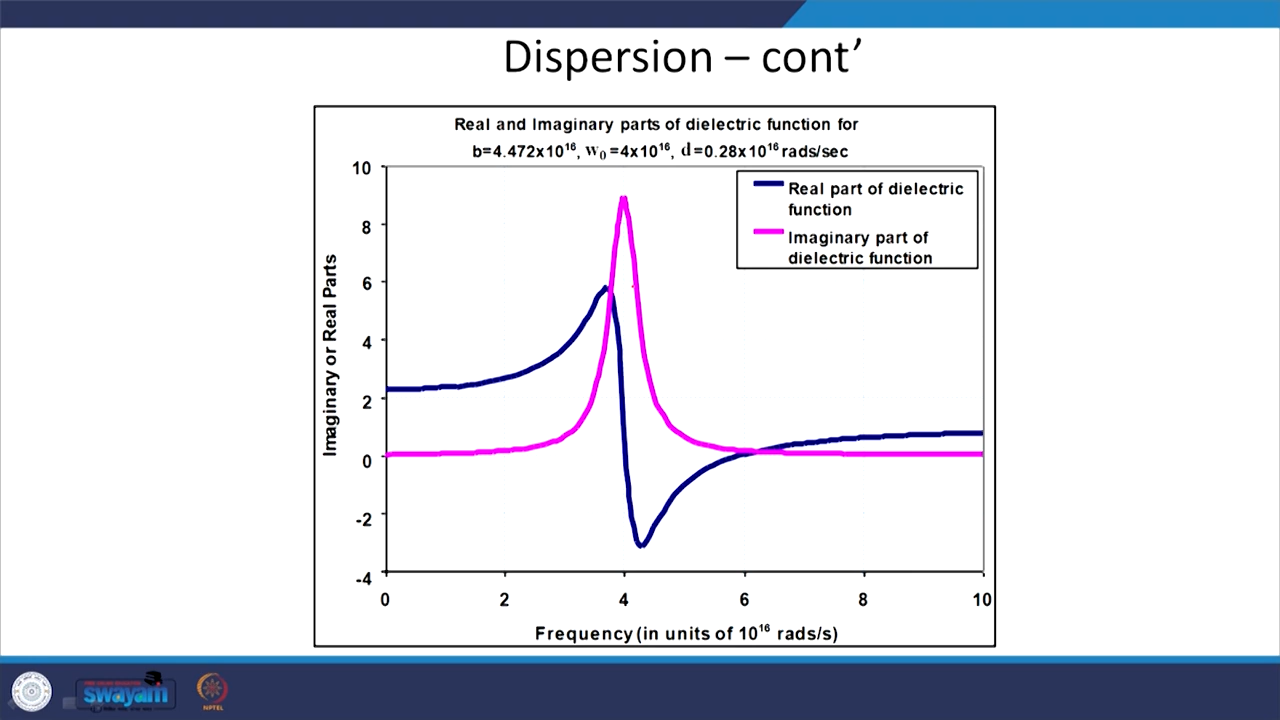 Dispersion – cont’
Real and Imaginary parts of dielectric function for
b=4.472x10¹⁶, w₀ =4x10¹⁶, d =0.28x10¹⁶ rads/sec
10
8
6
4
2
0
-2
-4
Imaginary or Real Parts
Real part of dielectric
function
Imaginary part of
dielectric function
0 2 4 6 8 10
Frequency (in units of 10¹⁶ rads/s)
swayam
NPTEL